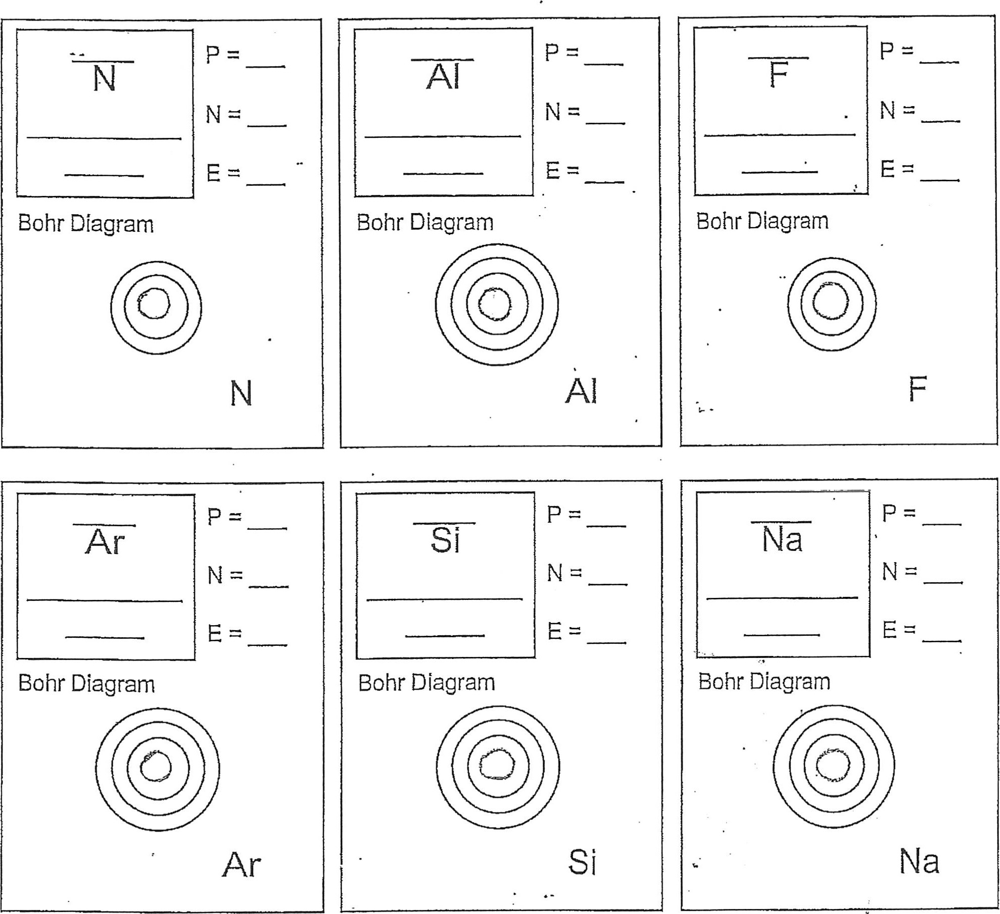 N
P = ___
N = ___
E = ___
Bohr Diagram
N
Al
P = ___
N = ___
E = ___
Bohr Diagram
Al
F
P = ___
N = ___
E = ___
Bohr Diagram
F
Ar
P = ___
N = ___
E = ___
Bohr Diagram
Ar
Si
P = ___
N = ___
E = ___
Bohr Diagram
Si
Na
P = ___
N = ___
E = ___
Bohr Diagram
Na